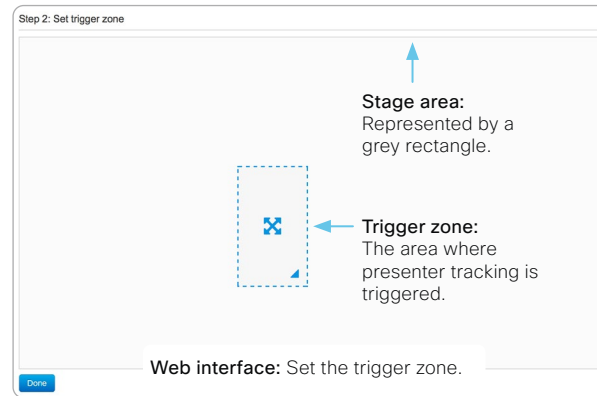 Step 2: Set trigger zone
Stage area:
Represented by a
grey rectangle.
Trigger zone:
The area where
presenter tracking is
triggered.
Web interface: Set the trigger zone.
Done